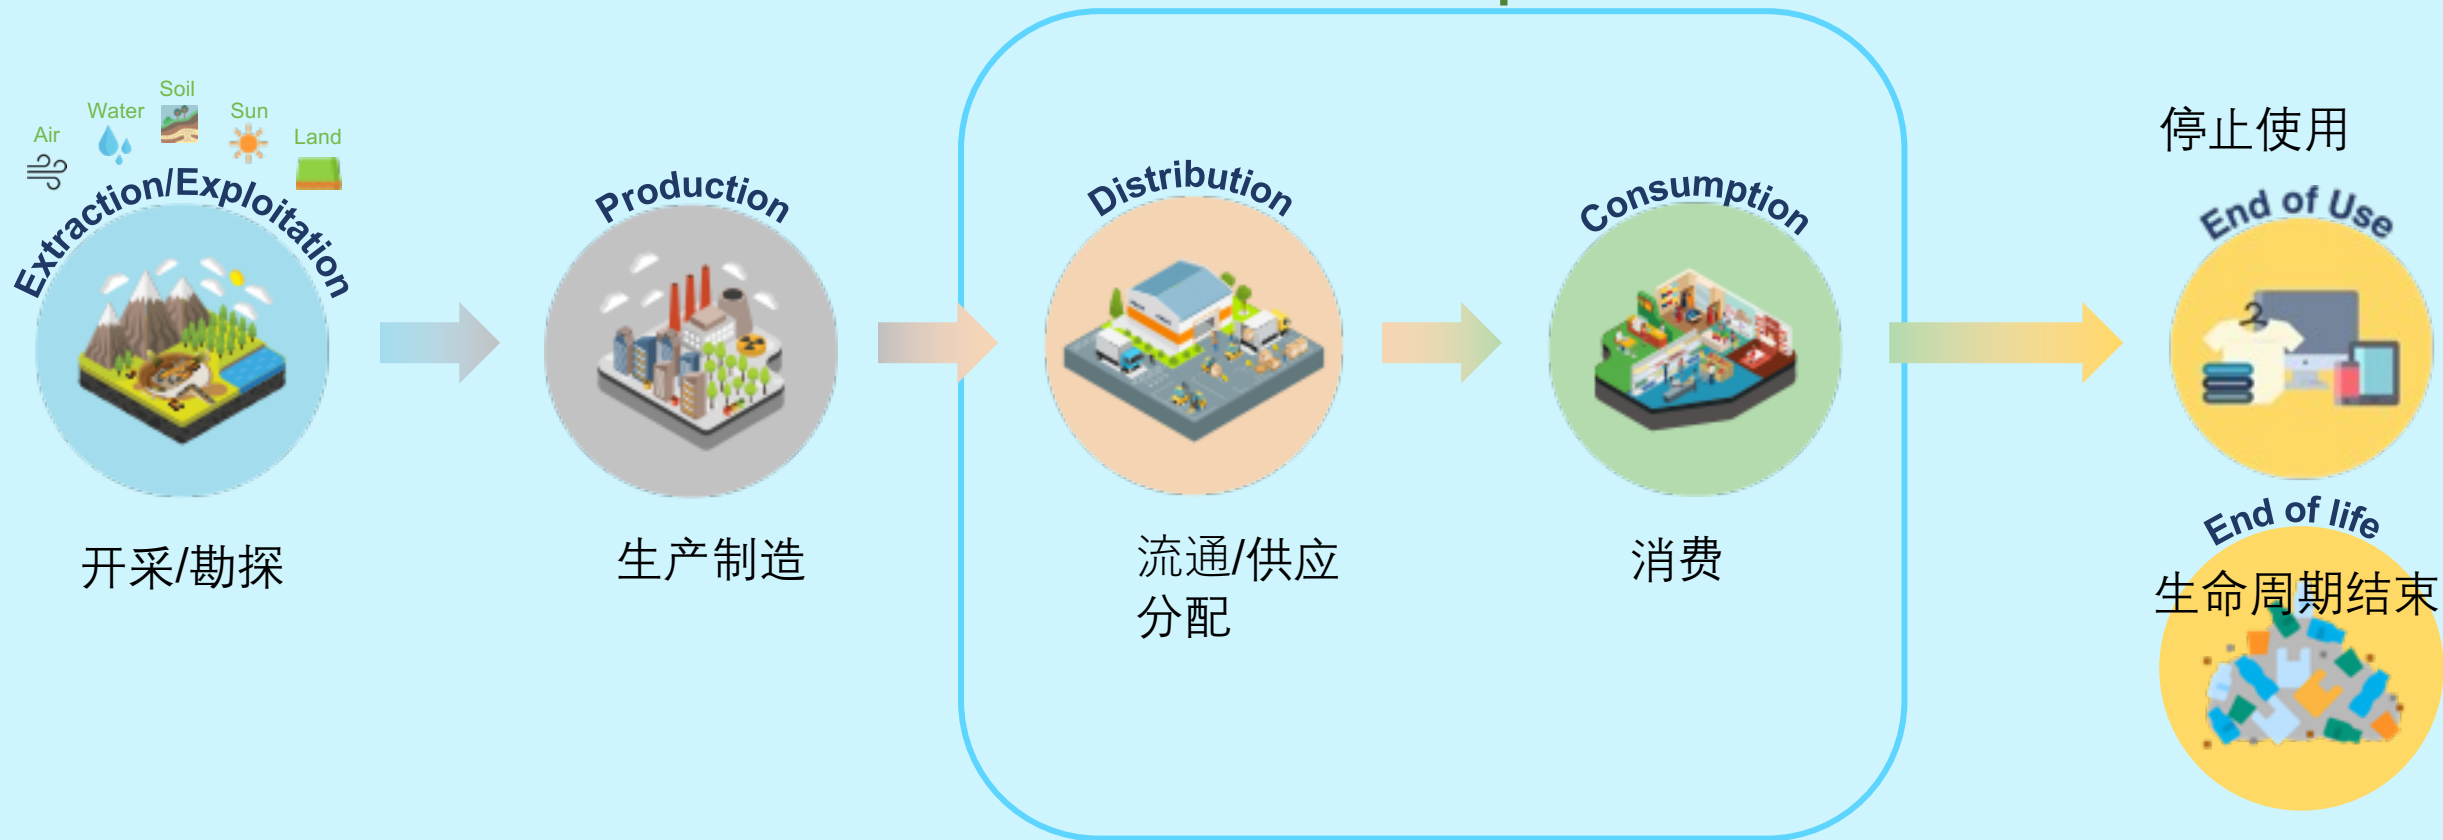 Air
Water
Soil
Sun
Land
Extraction/Exploitation
开采/勘探
Production
生产制造
Distribution
流通/供应
分配
Consumption
消费
停止使用
End of Use
End of life
生命周期结束